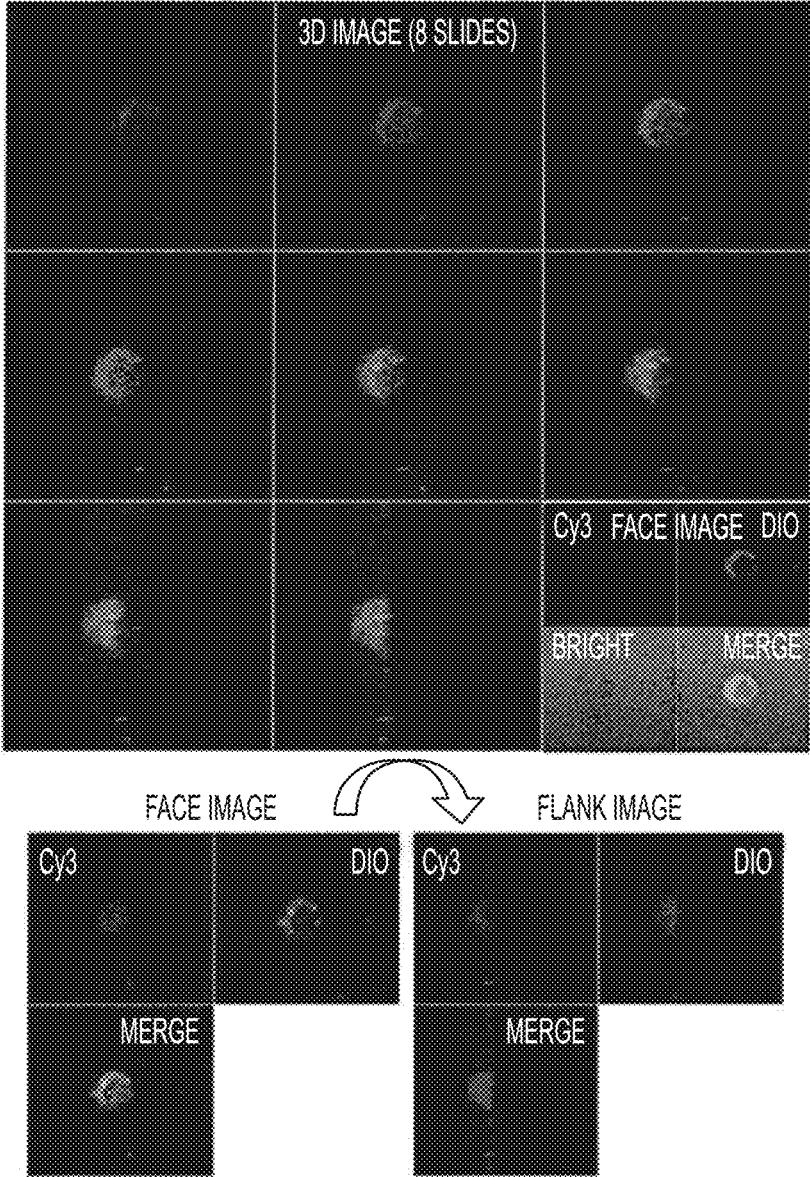 3D IMAGE (8 SLIDES)
Cy3 FACE IMAGE DIO
BRIGHT MERGE
FACE IMAGE FLANK IMAGE
Cy3 DIO Cy3 DIO
MERGE MERGE